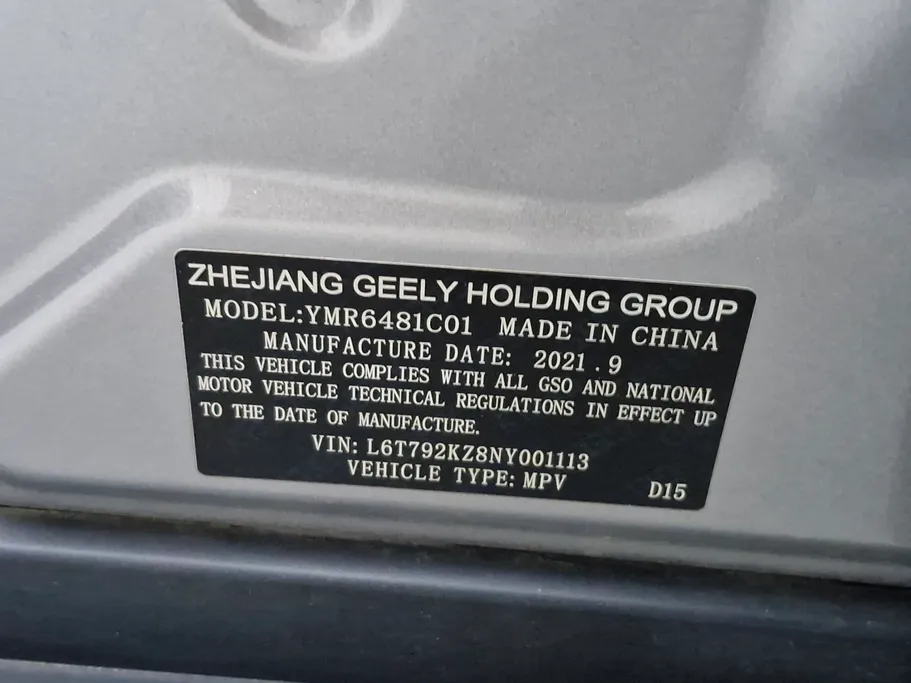 ZHEJIANG GEELY HOLDING GROUP
MODEL:YMR6481C01 MADE IN CHINA
MANUFACTURE DATE: 2021.9
THIS VEHICLE COMPLIES WITH ALL GSO AND NATIONAL
MOTOR VEHICLE TECHNICAL REGULATIONS IN EFFECT UP
TO THE DATE OF MANUFACTURE.
VIN: L6T792KZ8NY001113
VEHICLE TYPE: MPV D15